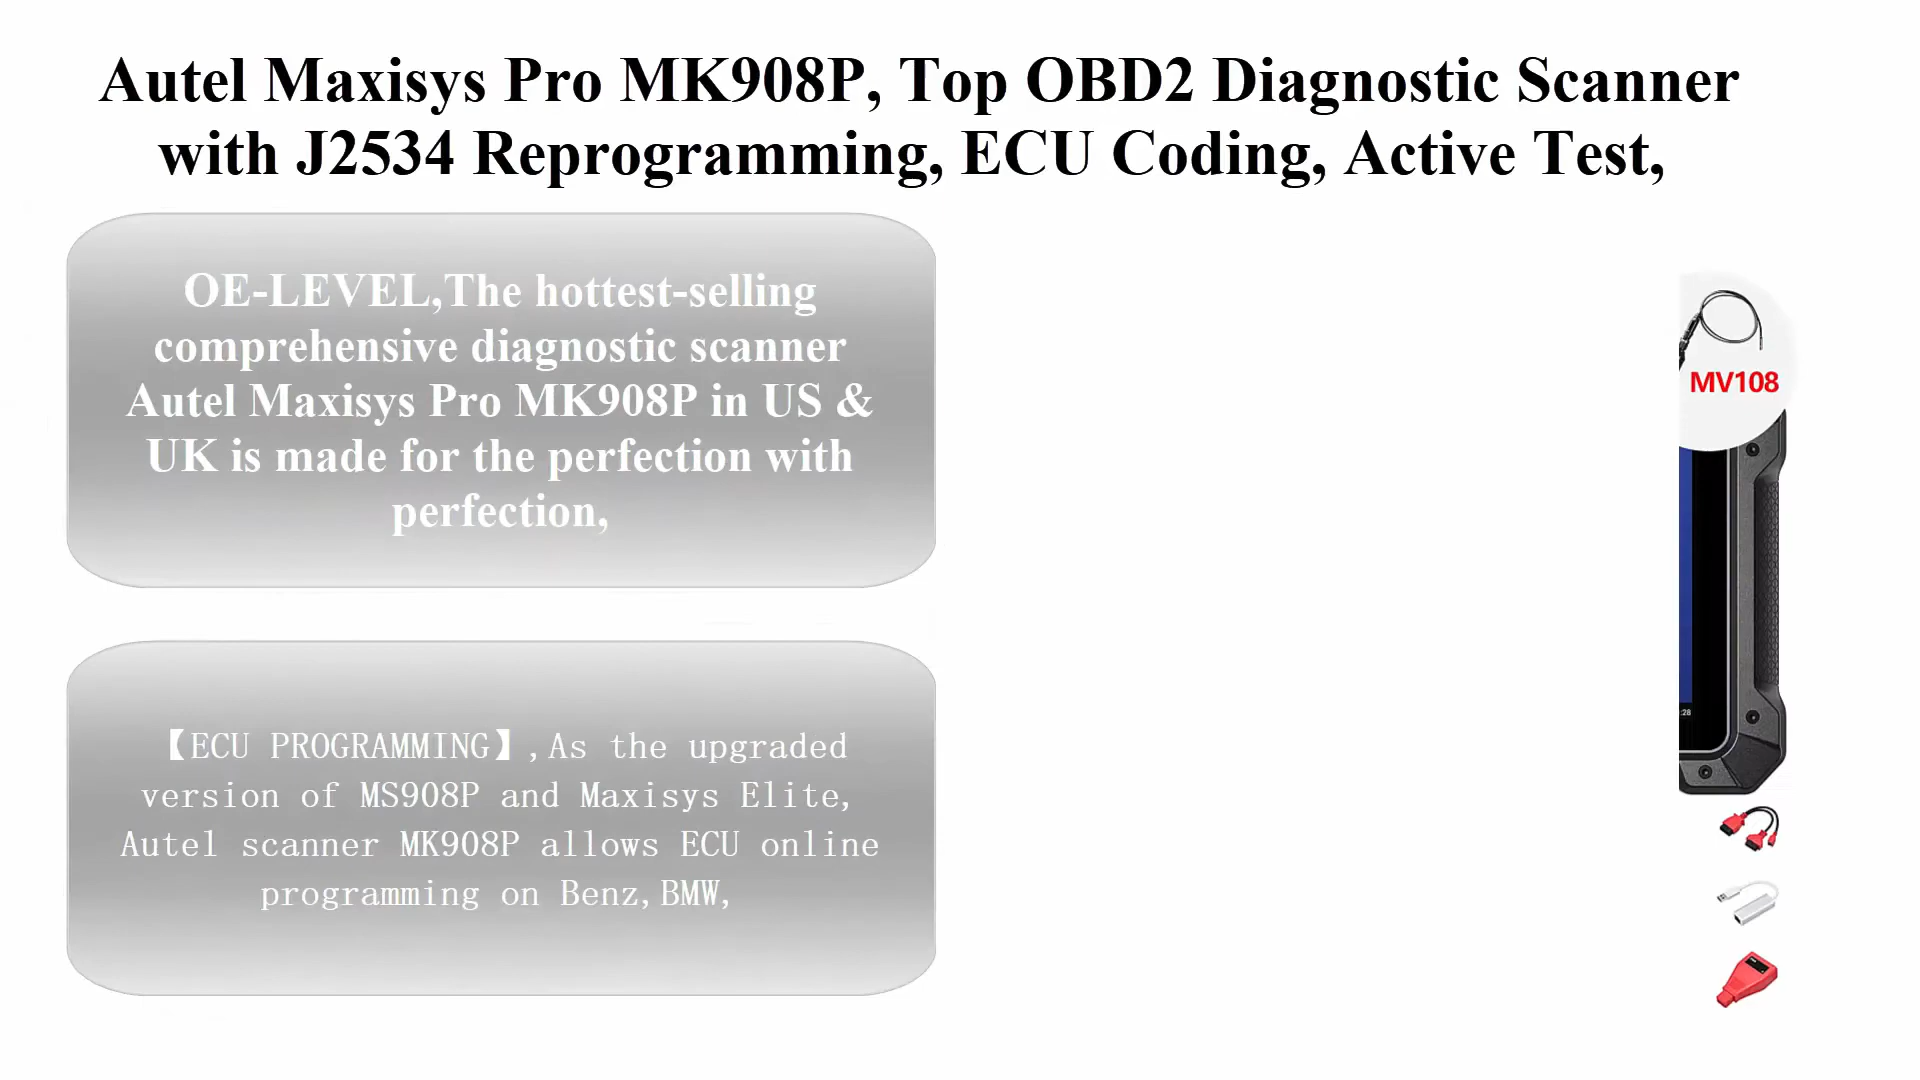 Autel Maxisys Pro MK908P, Top OBD2 Diagnostic Scanner
with J2534 Reprogramming, ECU Coding, Active Test,
OE-LEVEL,The hottest-selling
comprehensive diagnostic scanner
Autel Maxisys Pro MK908P in US &
UK is made for the perfection with
perfection,
【ECU PROGRAMMING】,As the upgraded
version of MS908P and Maxisys Elite,
Autel scanner MK908P allows ECU online
programming on Benz,BMW,
MV108
:28